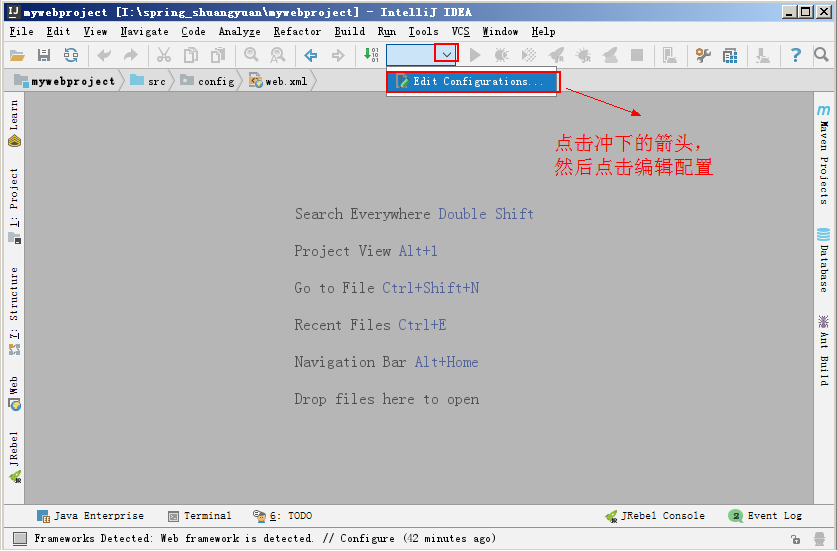 mywebproject [I:\spring_shuangyuan\mywebproject] - IntelliJ IDEA
File Edit View Navigate Code Analyze Refactor Build Run Tools VCS Window Help
mywebproject src config web.xml
Edit Configurations...
点击冲下的箭头,
然后点击编辑配置
Learn
1: Project
7: Structure
Web
JRebel
Search Everywhere Double Shift
Project View Alt+1
Go to File Ctrl+Shift+N
Recent Files Ctrl+E
Navigation Bar Alt+Home
Drop files here to open
Maven Projects
Database
Ant Build
Java Enterprise Terminal 6: TODO JRebel Console 2 Event Log
Frameworks Detected: Web framework is detected. // Configure (42 minutes ago)